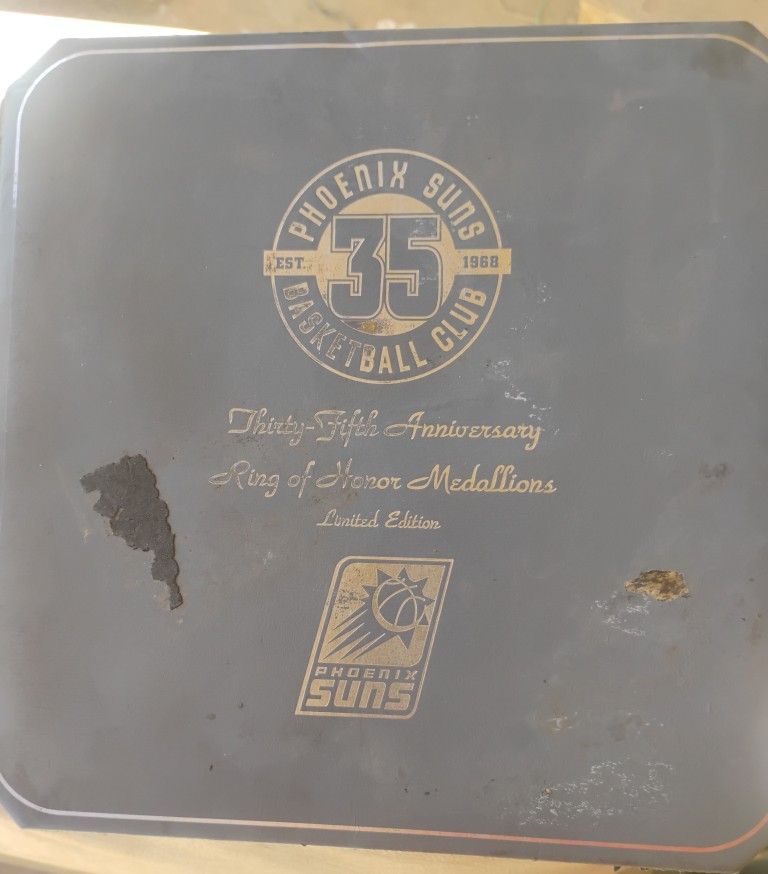 PHOENIX SUNS
35
EST. 1968
BASKETBALL CLUB
Thirty-Fifth Anniversary
Ring of Honor Medallions
Limited Edition
PHOENIX
SUNS